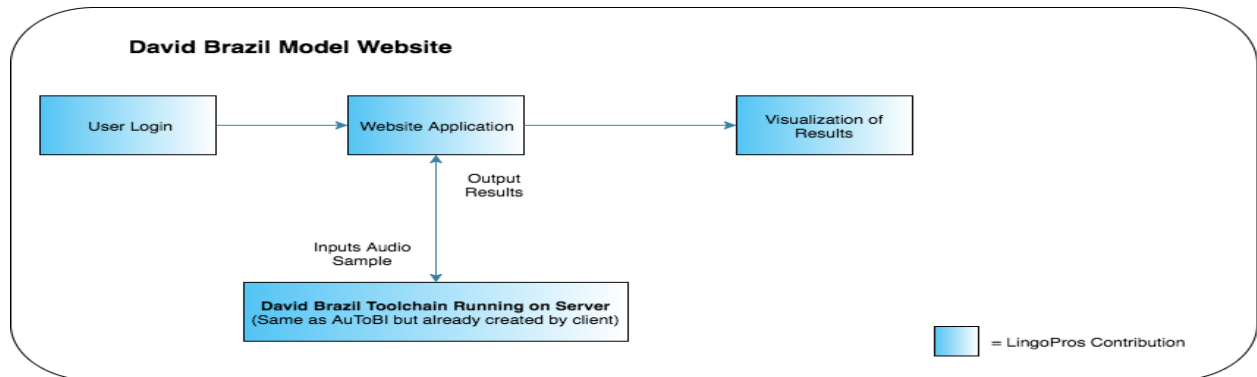 David Brazil Model Website
User Login
Website Application
Visualization of
Results
Output
Results
Inputs Audio
Sample
David Brazil Toolchain Running on Server
(Same as AuToBI but already created by client)
= LingoPros Contribution